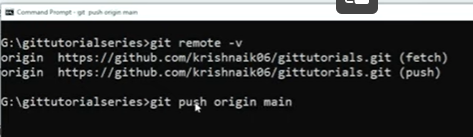 Command Prompt - git push origin main
G:\gittutorialseries>git remote -v
origin https://github.com/krishnaik06/gittutorials.git (fetch)
origin https://github.com/krishnaik06/gittutorials.git (push)
G:\gittutorialseries>git push origin main